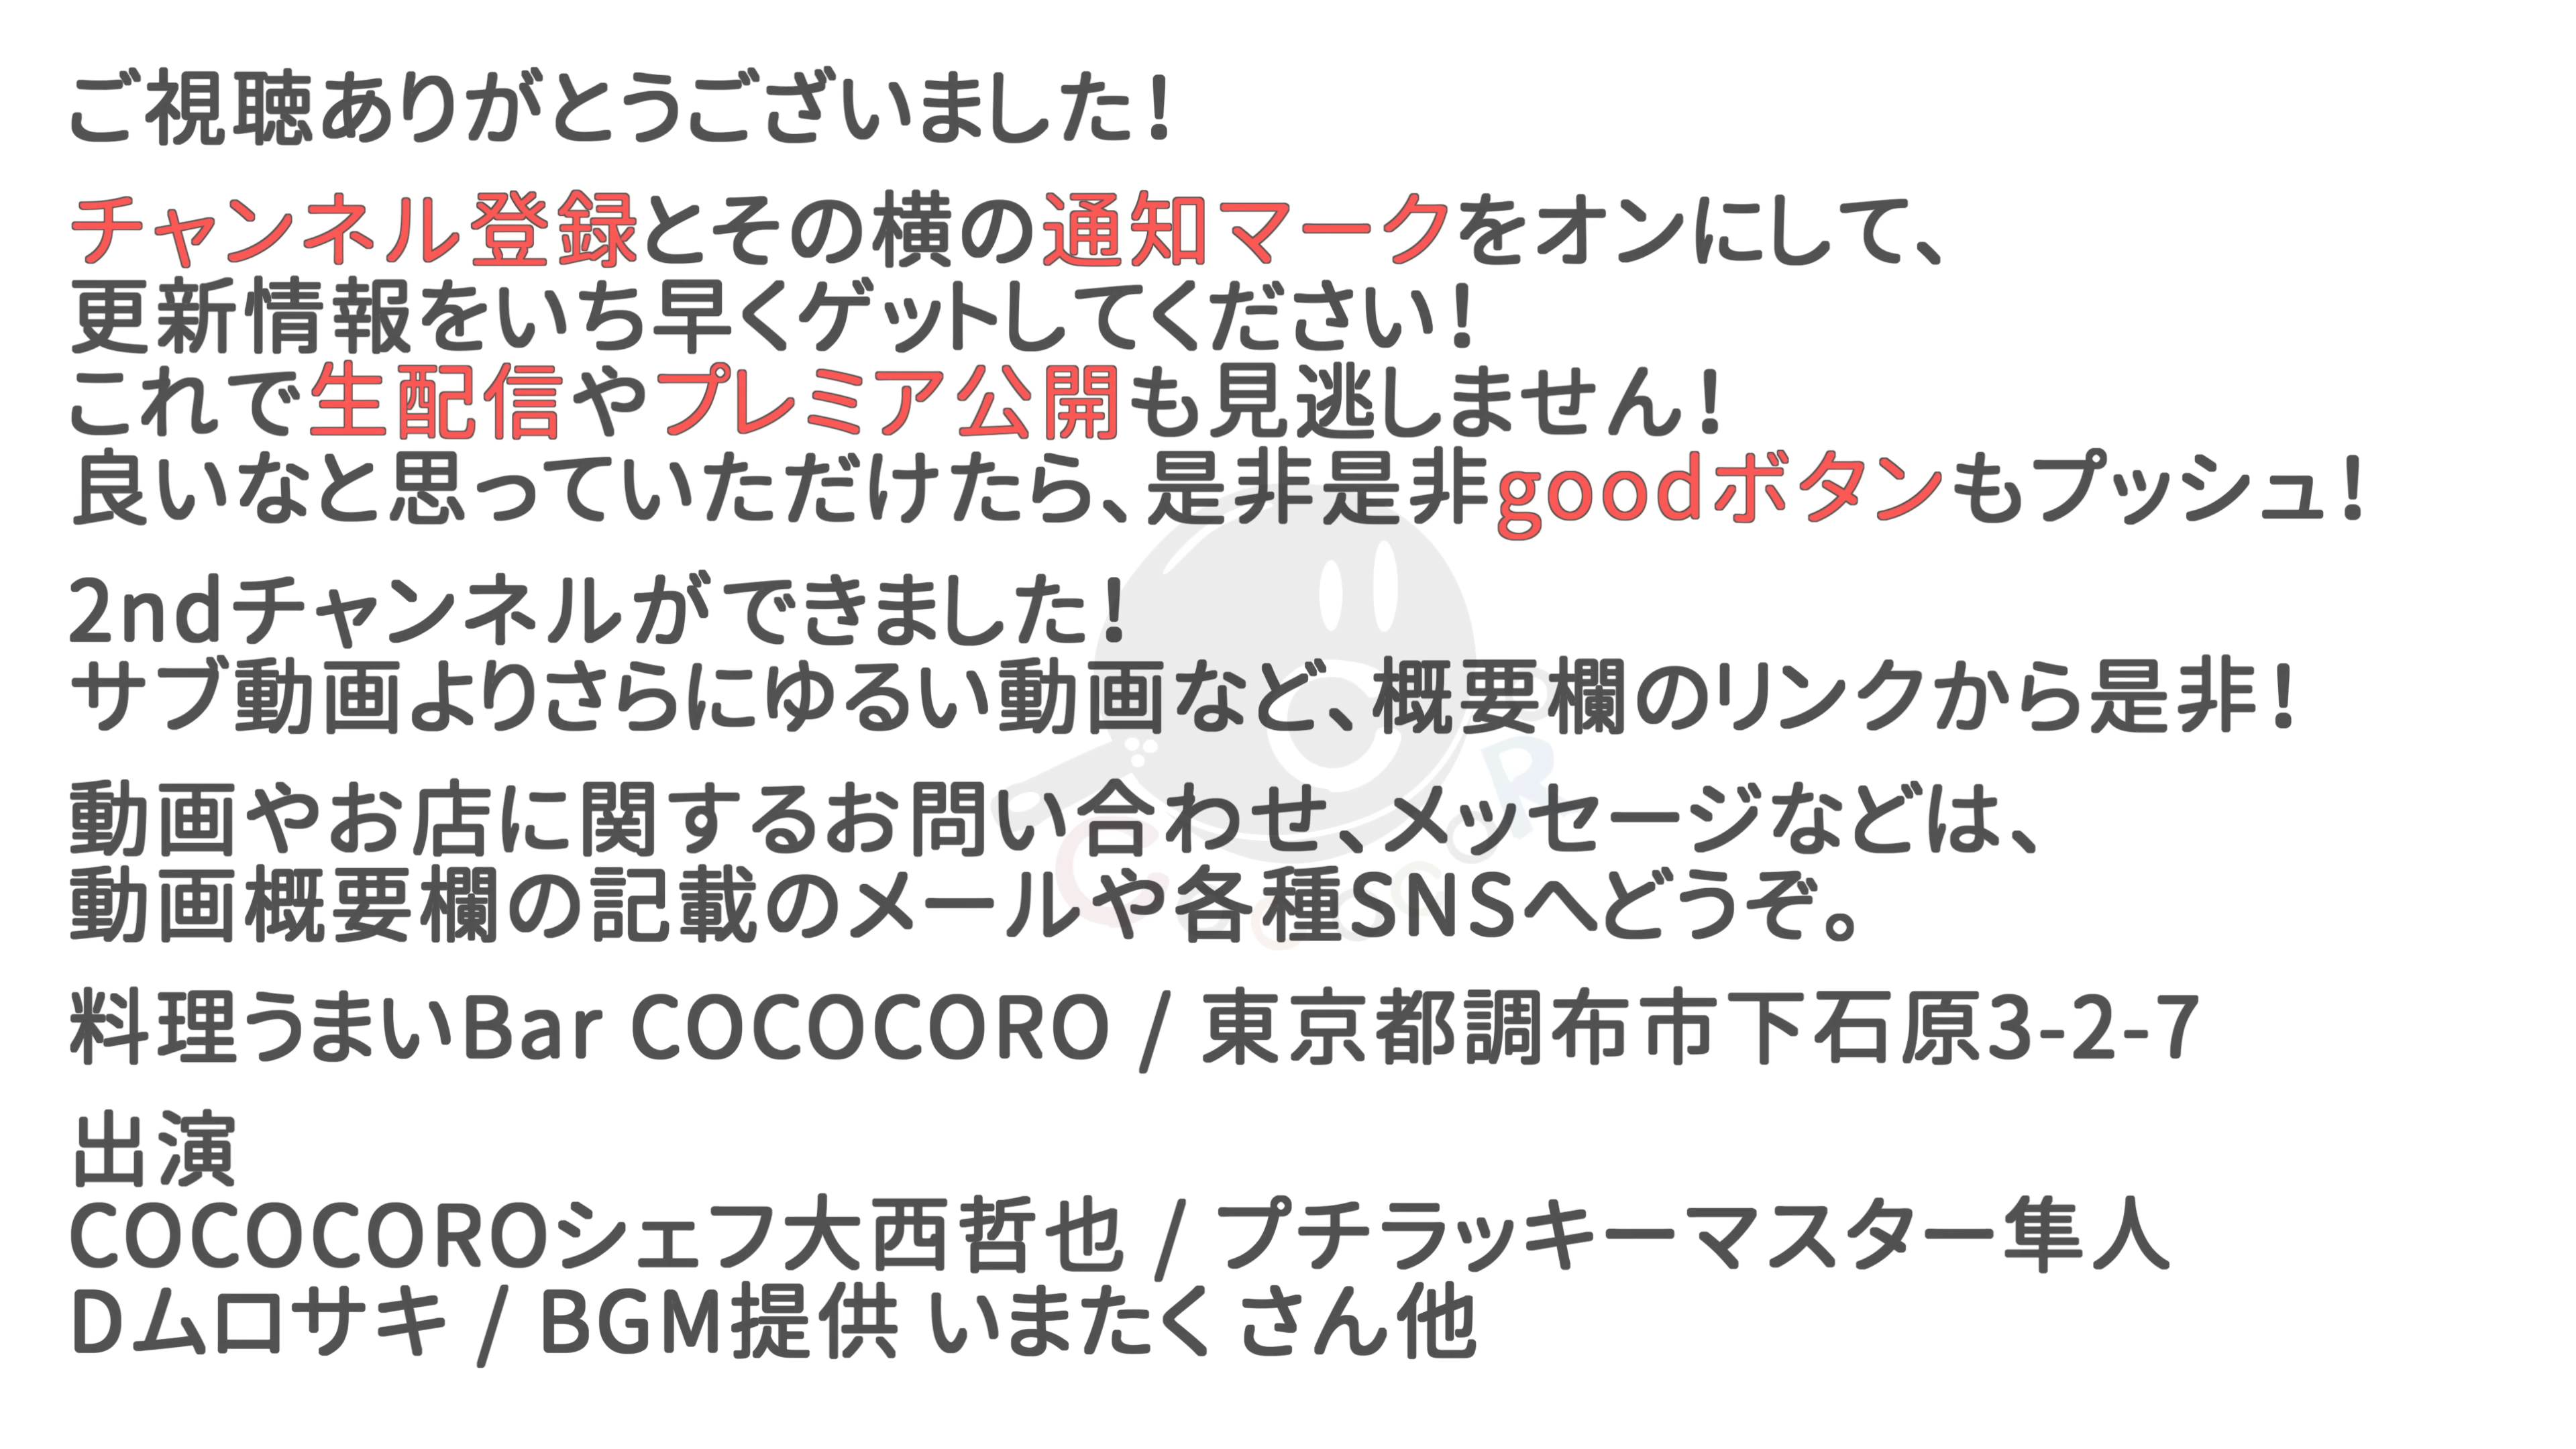 ご視聴ありがとうございました!
チャンネル登録とその横の通知マークをオンにして、
更新情報をいち早くゲットしてください!
これで生配信やプレミア公開も見逃しません!
良いなと思っていただけたら、是非是非goodボタンもプッシュ!
2ndチャンネルができました!
サブ動画よりさらにゆるい動画など、概要欄のリンクから是非!
動画やお店に関するお問い合わせ、メッセージなどは、
動画概要欄の記載のメールや各種SNSへどうぞ。
料理うまいBar COCOCORO / 東京都調布市下石原3-2-7
出演
COCOCOROシェフ大西哲也 / プチラッキーマスター隼人
Dムロサキ / BGM提供 いまたくさん他